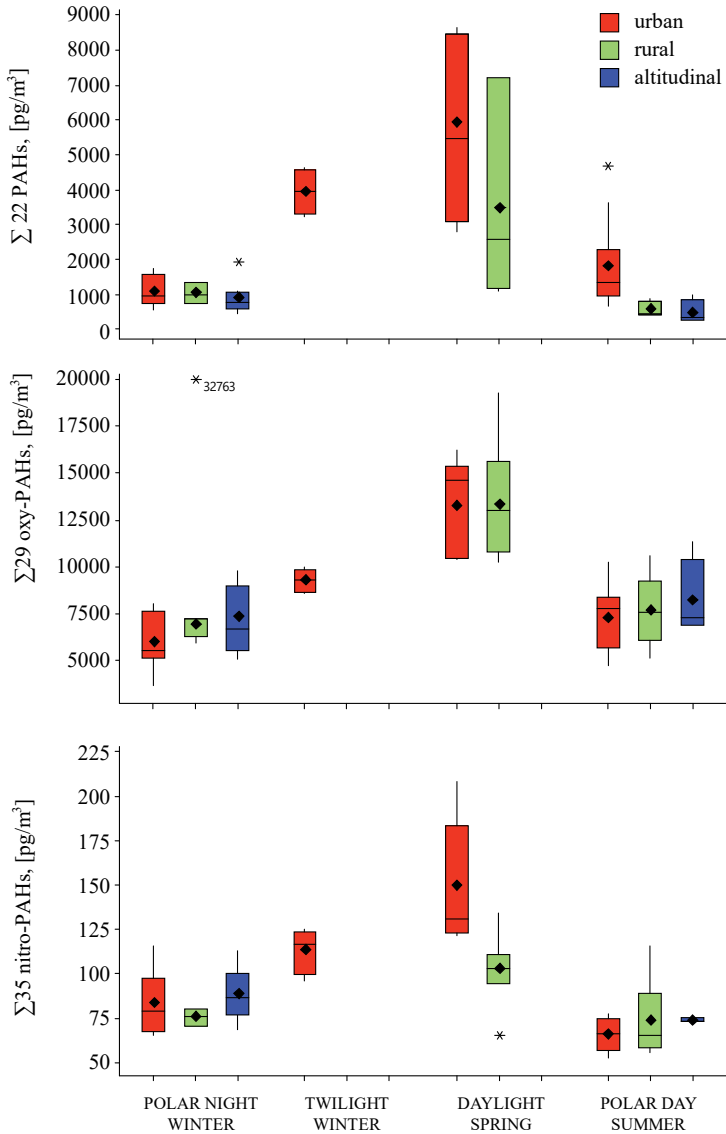 9000
8000
7000
6000
5000
4000
3000
2000
1000
0
∑ 22 PAHs, [pg/m³]
urban
rural
altitudinal
20000
17500
15000
12500
10000
7500
5000
∑29 oxy-PAHs, [pg/m³]
32763
225
200
175
150
125
100
75
50
∑35 nitro-PAHs, [pg/m³]
POLAR NIGHT
WINTER
TWILIGHT
WINTER
DAYLIGHT
SPRING
POLAR DAY
SUMMER